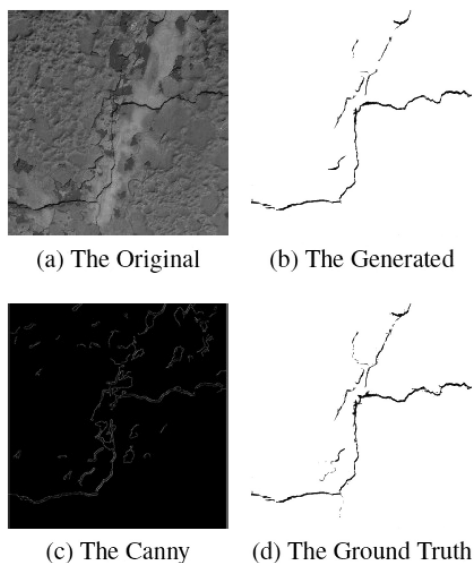 (a) The Original
(b) The Generated
(c) The Canny
(d) The Ground Truth